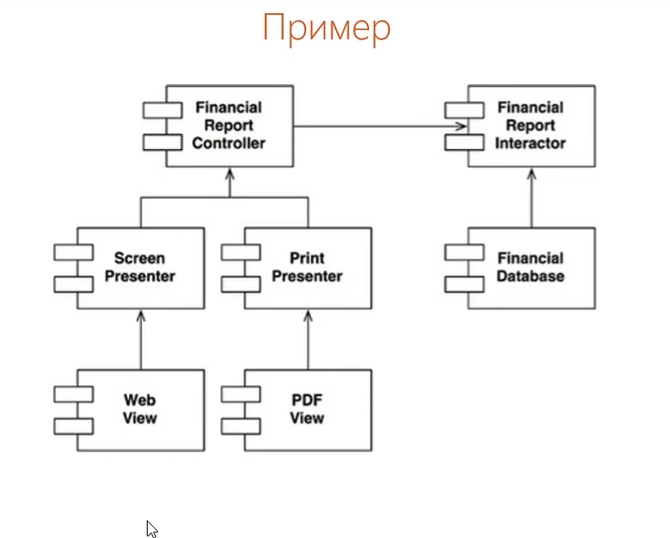 Пример
Financial
Report
Controller
Financial
Report
Interactor
Screen
Presenter
Print
Presenter
Financial
Database
Web
View
PDF
View